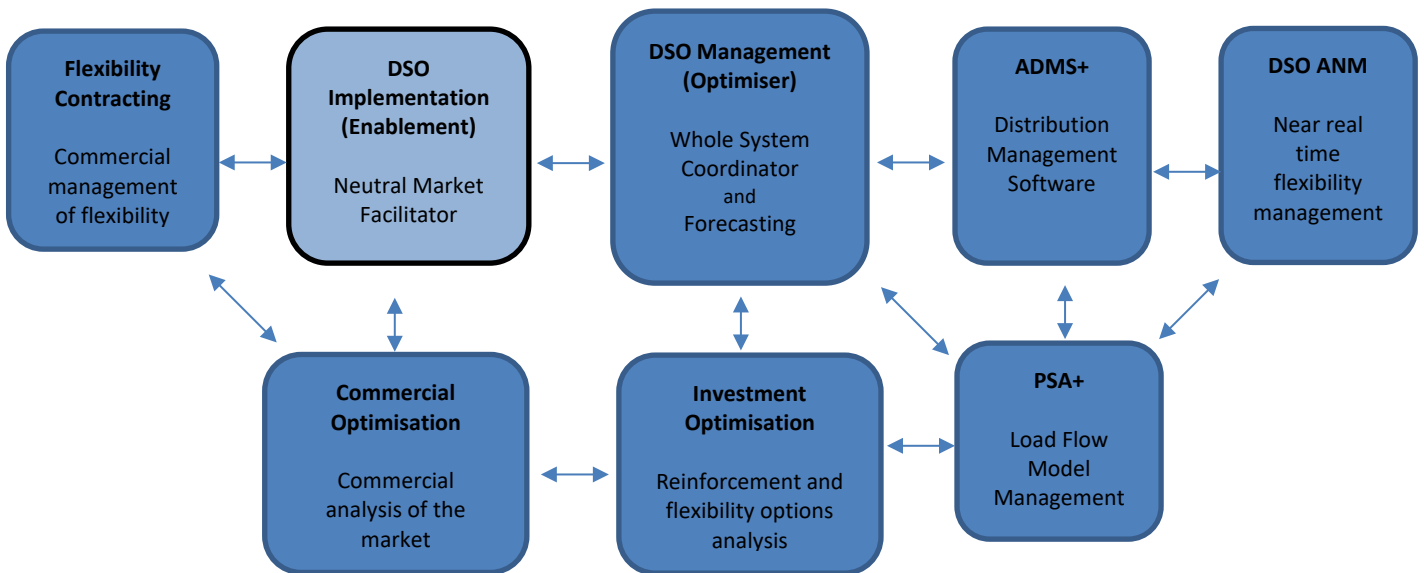 Flexibility
Contracting
Commercial
management
of flexibility
DSO
Implementation
(Enablement)
Neutral Market
Facilitator
DSO Management
(Optimiser)
Whole System
Coordinator
and
Forecasting
ADMS+
Distribution
Management
Software
DSO ANM
Near real
time
flexibility
management
Commercial
Optimisation
Commercial
analysis of the
market
Investment
Optimisation
Reinforcement and
flexibility options
analysis
PSA+
Load Flow
Model
Management